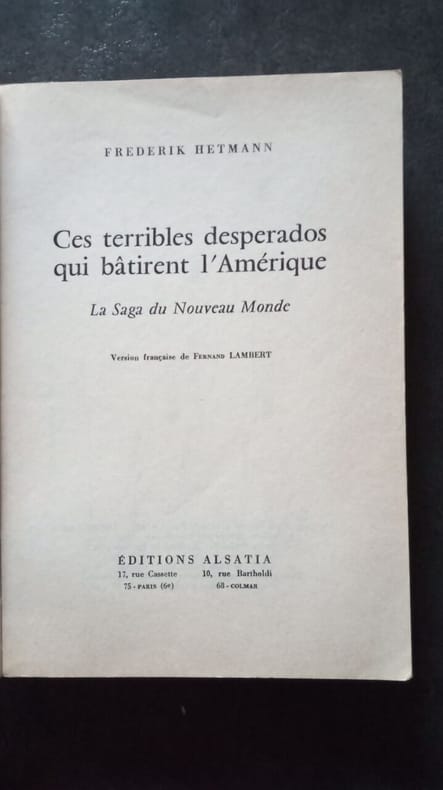 FREDERIK HETMANN
Ces terribles desperados
qui bâtirent l'Amérique
La Saga du Nouveau Monde
Version française de FERNAND LAMBERT
ÉDITIONS ALSATIA
17, rue Cassette 10, rue Bartholdi
75 - PARIS (6e) 68 - COLMAR